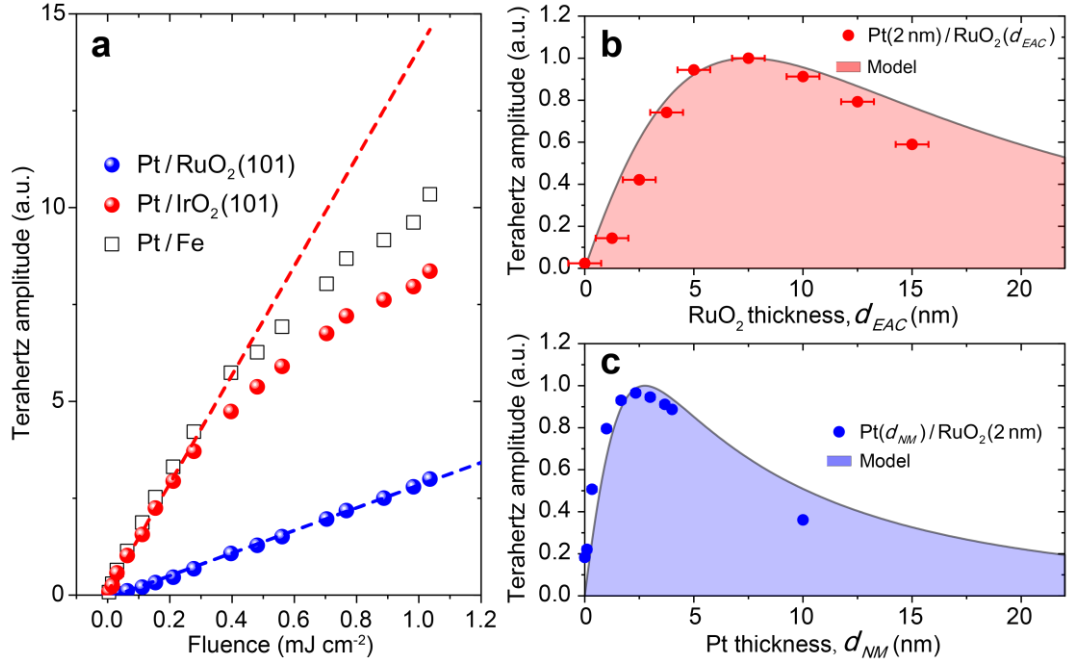 a
15
10
5
0
Terahertz amplitude (a.u.)
Pt/RuO₂(101)
Pt/IrO₂(101)
Pt/Fe
0.0 0.2 0.4 0.6 0.8 1.0 1.2
Fluence (mJ cm⁻²)
b
1.2
1.0
0.8
0.6
0.4
0.2
0.0
Terahertz amplitude (a.u.)
Pt(2 nm)/RuO₂(d_EAC)
Model
0 5 10 15 20
RuO₂ thickness, d_EAC (nm)
c
1.2
1.0
0.8
0.6
0.4
0.2
0.0
Terahertz amplitude (a.u.)
Pt(d_NM)/RuO₂(2 nm)
Model
0 5 10 15 20
Pt thickness, d_NM (nm)